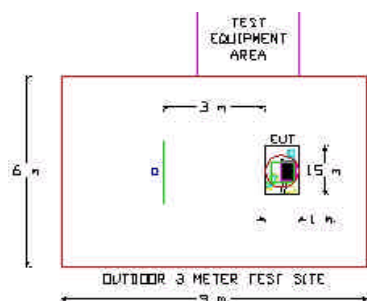 TEST
EQUIPMENT
AREA
3 m
EUT
6 m
1.5 m
1 m
OUTDOOR 3 METER TEST SITE
9 m